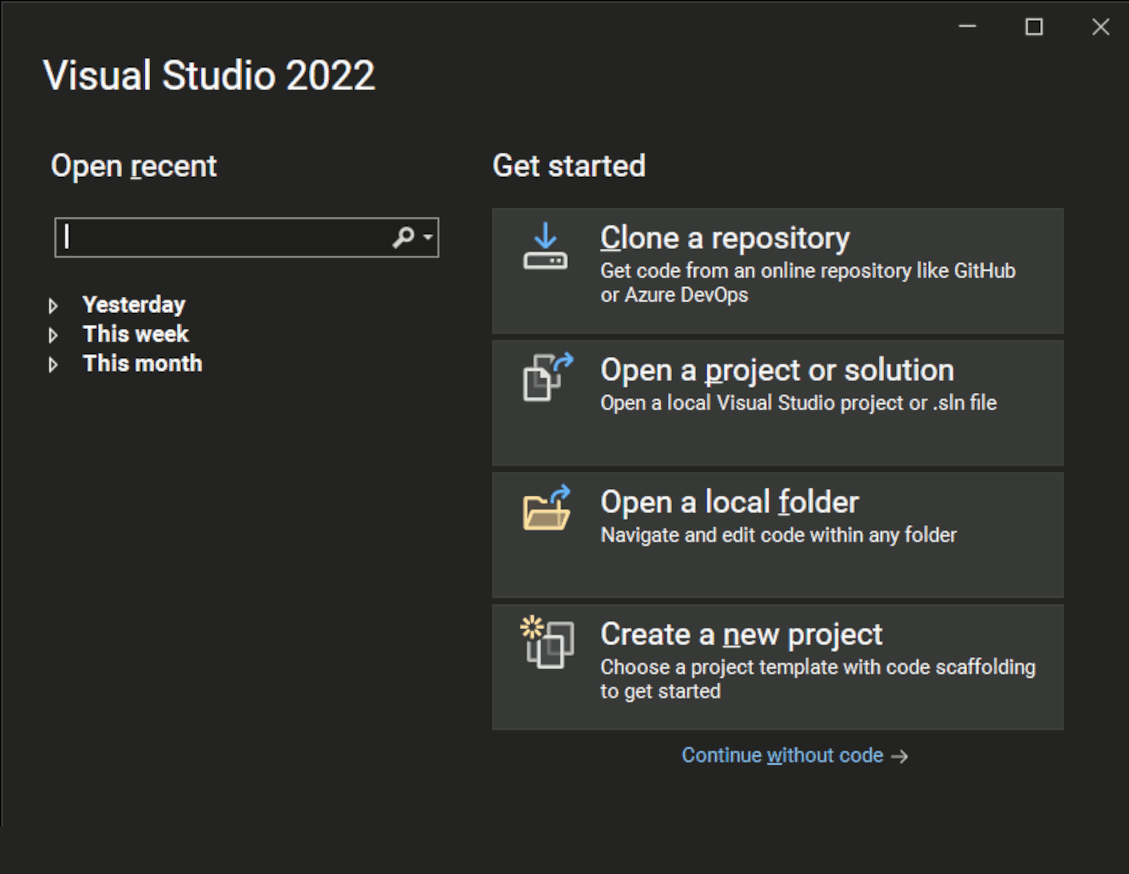 Visual Studio 2022
Open recent
Yesterday
This week
This month
Get started
Clone a repository
Get code from an online repository like GitHub
or Azure DevOps
Open a project or solution
Open a local Visual Studio project or .sln file
Open a local folder
Navigate and edit code within any folder
Create a new project
Choose a project template with code scaffolding
to get started
Continue without code →